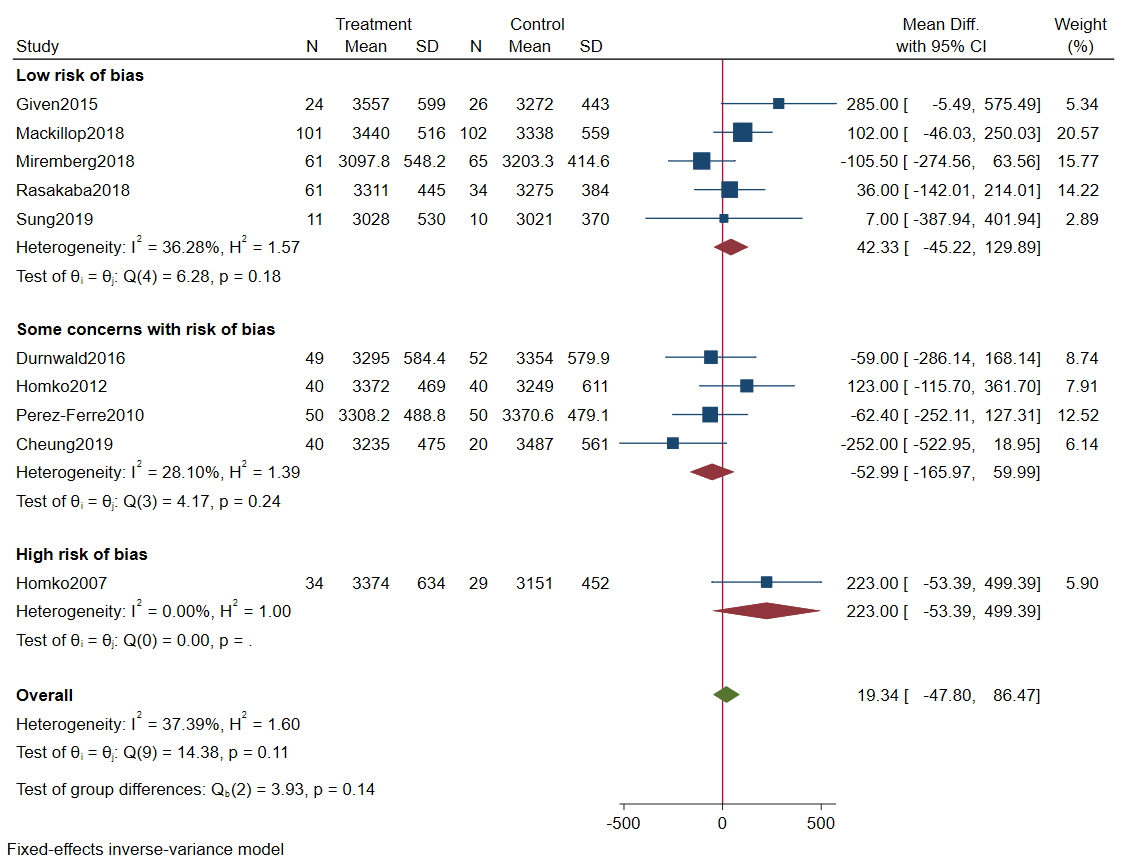 Treatment Control Mean Diff. Weight
Study N Mean SD N Mean SD with 95% CI (%)
Low risk of bias
Given2015 24 3557 599 26 3272 443 285.00 [ -5.49, 575.49] 5.34
Mackillop2018 101 3440 516 102 3338 559 102.00 [ -46.03, 250.03] 20.57
Miremberg2018 61 3097.8 548.2 65 3203.3 414.6 -105.50 [ -274.56, 63.56] 15.77
Rasakaba2018 61 3311 445 34 3275 384 36.00 [ -142.01, 214.01] 14.22
Sung2019 11 3028 530 10 3021 370 7.00 [ -387.94, 401.94] 2.89
Heterogeneity: I² = 36.28%, H² = 1.57 42.33 [ -45.22, 129.89]
Test of θᵢ = θⱼ: Q(4) = 6.28, p = 0.18
Some concerns with risk of bias
Durnwald2016 49 3295 584.4 52 3354 579.9 -59.00 [ -286.14, 168.14] 8.74
Homko2012 40 3372 469 40 3249 611 123.00 [ -115.70, 361.70] 7.91
Perez-Ferre2010 50 3308.2 488.8 50 3370.6 479.1 -62.40 [ -252.11, 127.31] 12.52
Cheung2019 40 3235 475 20 3487 561 -252.00 [ -522.95, 18.95] 6.14
Heterogeneity: I² = 28.10%, H² = 1.39 -52.99 [ -165.97, 59.99]
Test of θᵢ = θⱼ: Q(3) = 4.17, p = 0.24
High risk of bias
Homko2007 34 3374 634 29 3151 452 223.00 [ -53.39, 499.39] 5.90
Heterogeneity: I² = 0.00%, H² = 1.00 223.00 [ -53.39, 499.39]
Test of θᵢ = θⱼ: Q(0) = 0.00, p = .
Overall 19.34 [ -47.80, 86.47]
Heterogeneity: I² = 37.39%, H² = 1.60
Test of θᵢ = θⱼ: Q(9) = 14.38, p = 0.11
Test of group differences: Q_b(2) = 3.93, p = 0.14
-500 0 500
Fixed-effects inverse-variance model